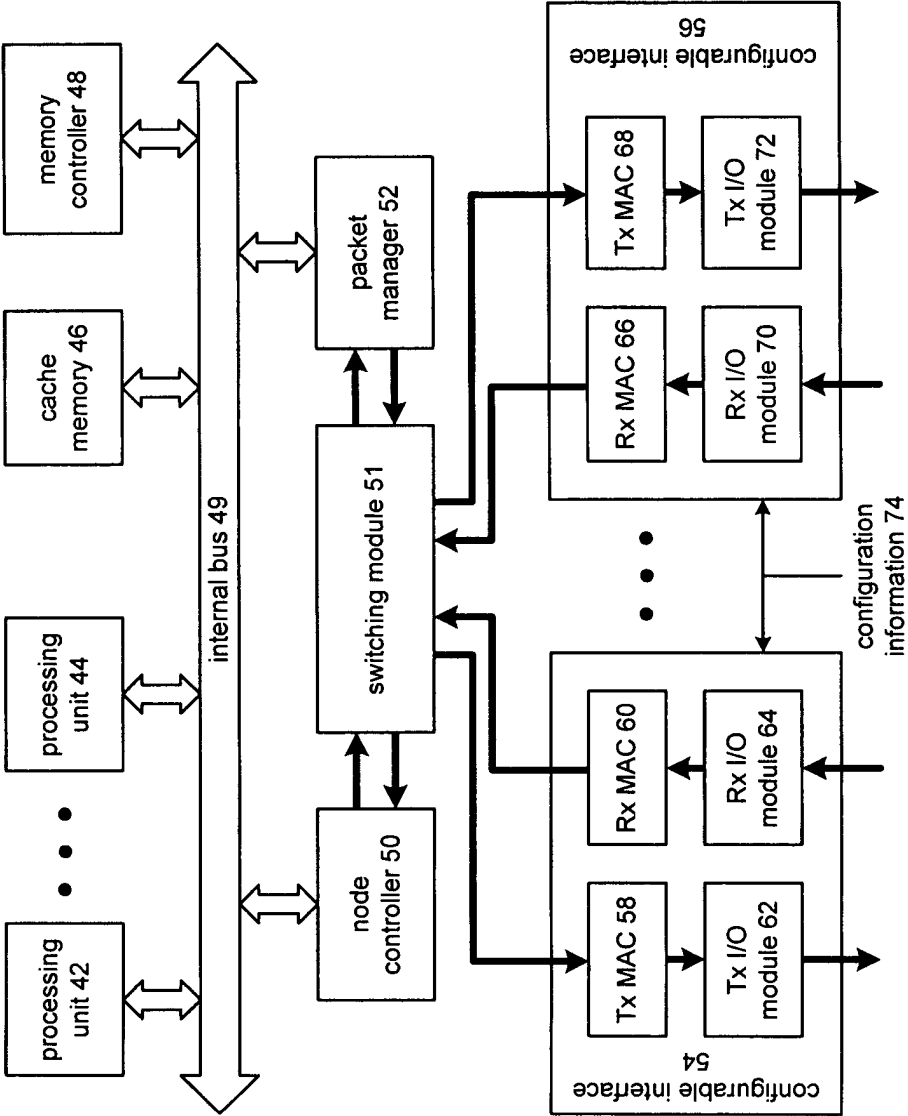 processing
unit 42
processing
unit 44
cache
memory 46
memory
controller 48
internal bus 49
node
controller 50
switching module 51
packet
manager 52
configurable interface
54
Tx MAC 58
Rx MAC 60
Tx I/O
module 62
Rx I/O
module 64
configuration
information 74
configurable interface
56
Rx MAC 66
Tx MAC 68
Rx I/O
module 70
Tx I/O
module 72